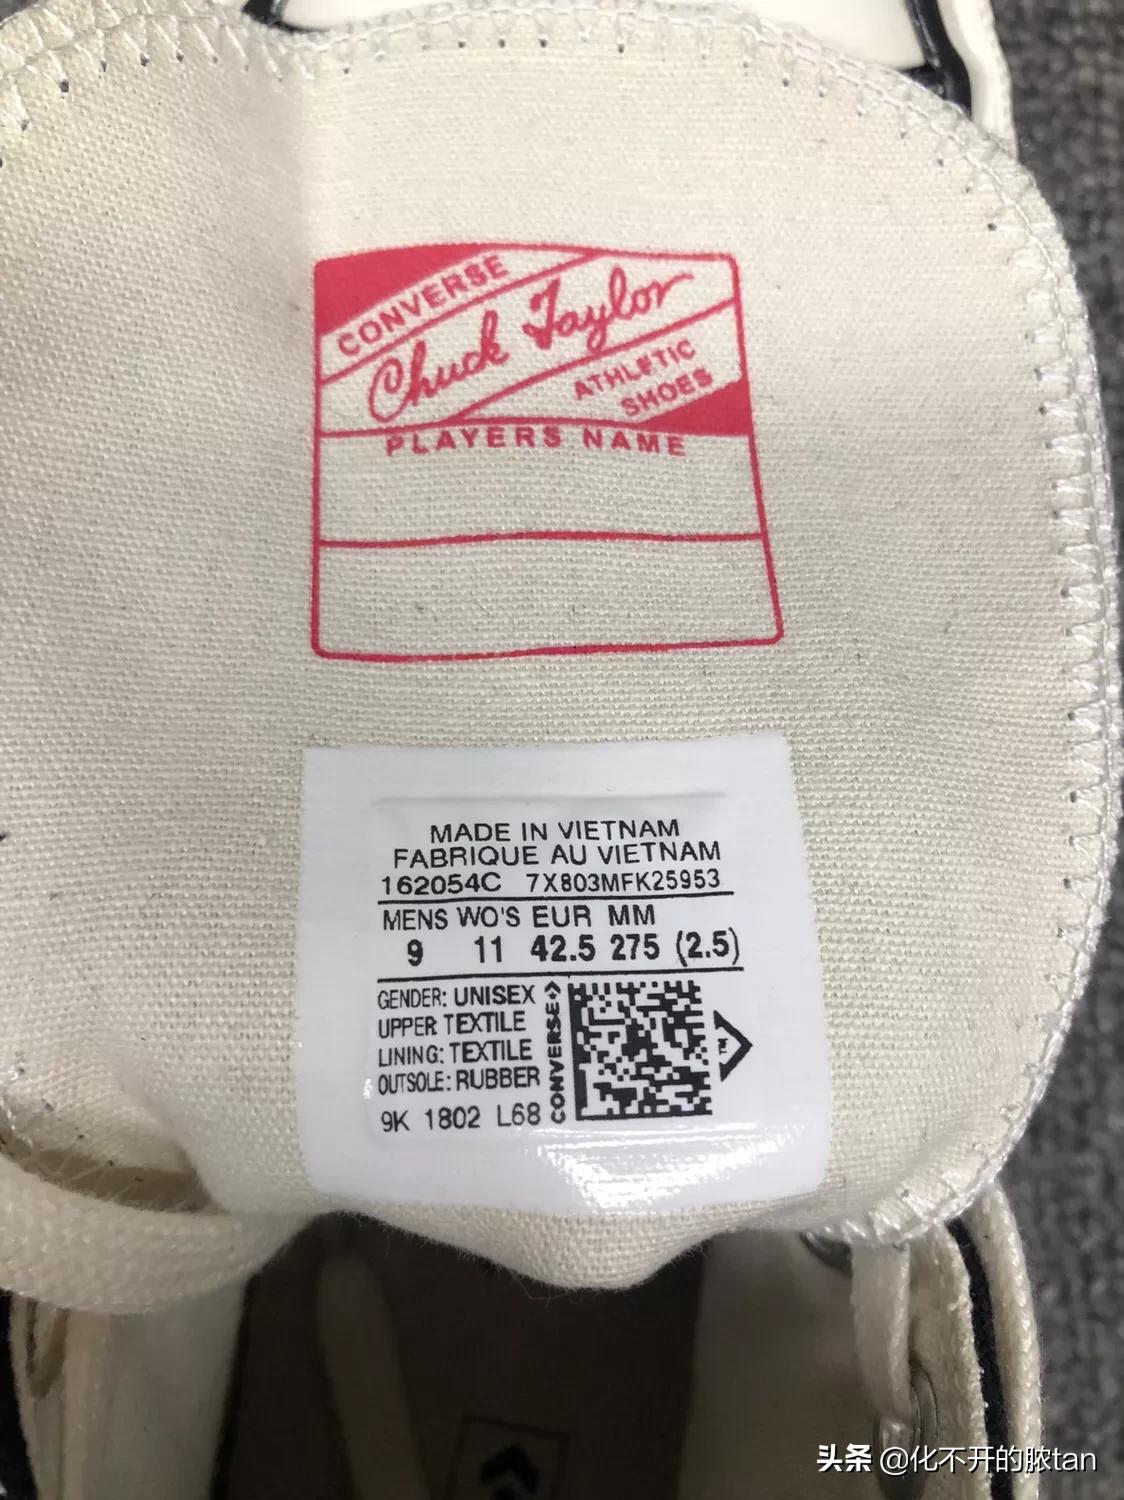 CONVERSE
Chuck Taylor
ATHLETIC
SHOES
PLAYERS NAME
MADE IN VIETNAM
FABRIQUE AU VIETNAM
162054C 7X803MFK25953
MENS WO'S EUR MM
9 11 42.5 275 (2.5)
GENDER: UNISEX
UPPER TEXTILE
LINING: TEXTILE
OUTSOLE: RUBBER
9K 1802 L68
CONVERSE
TM
头条 @化不开的脓tan